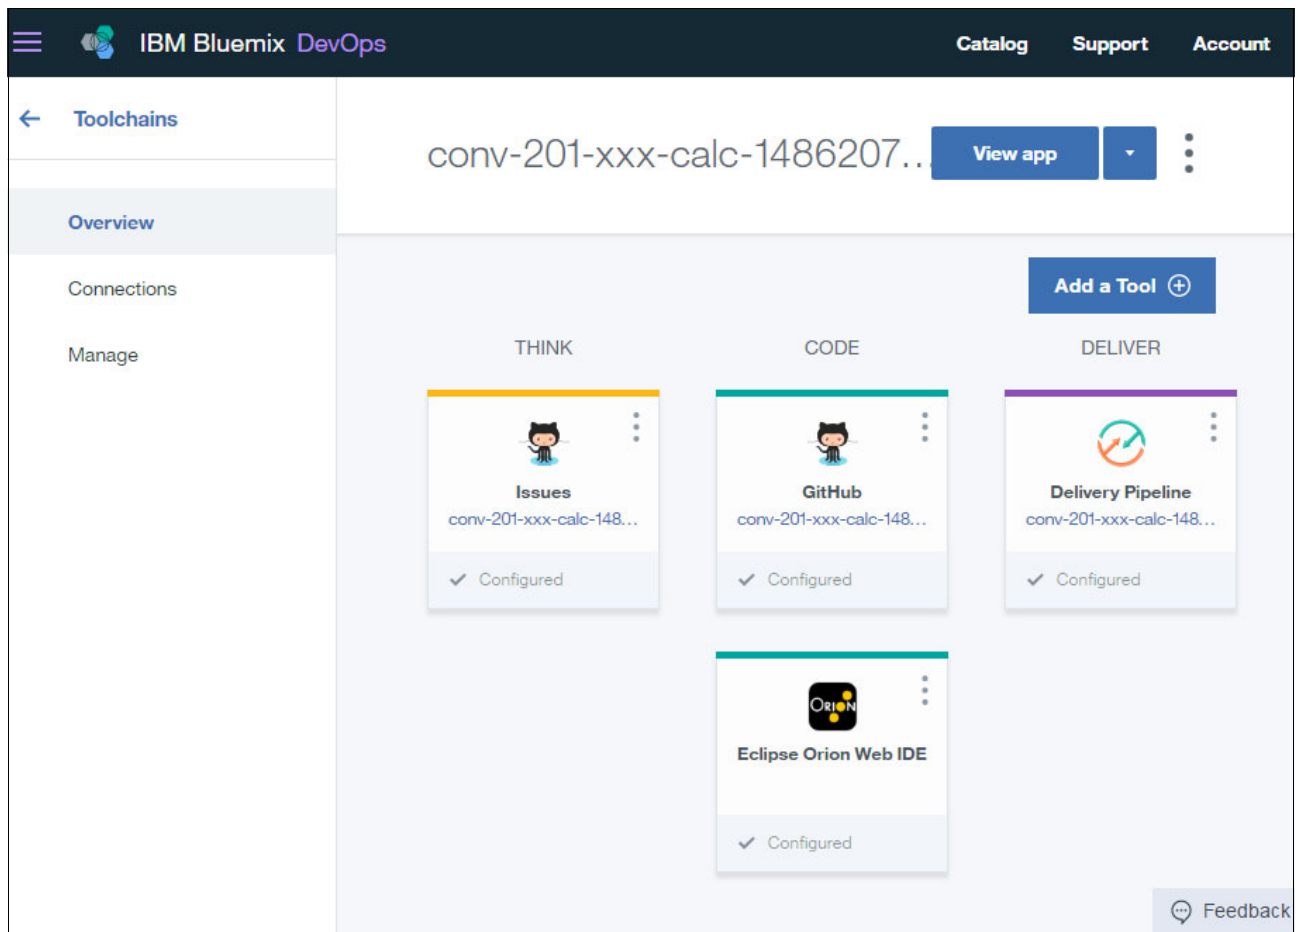 IBM Bluemix DevOps
Catalog Support Account
Toolchains
conv-201-xxx-calc-1486207...
View app
Overview
Connections
Manage
Add a Tool
THINK CODE DELIVER
Issues GitHub Delivery Pipeline
conv-201-xxx-calc-148... conv-201-xxx-calc-148... conv-201-xxx-calc-148...
Configured Configured Configured
ORION
Eclipse Orion Web IDE
Configured
Feedback